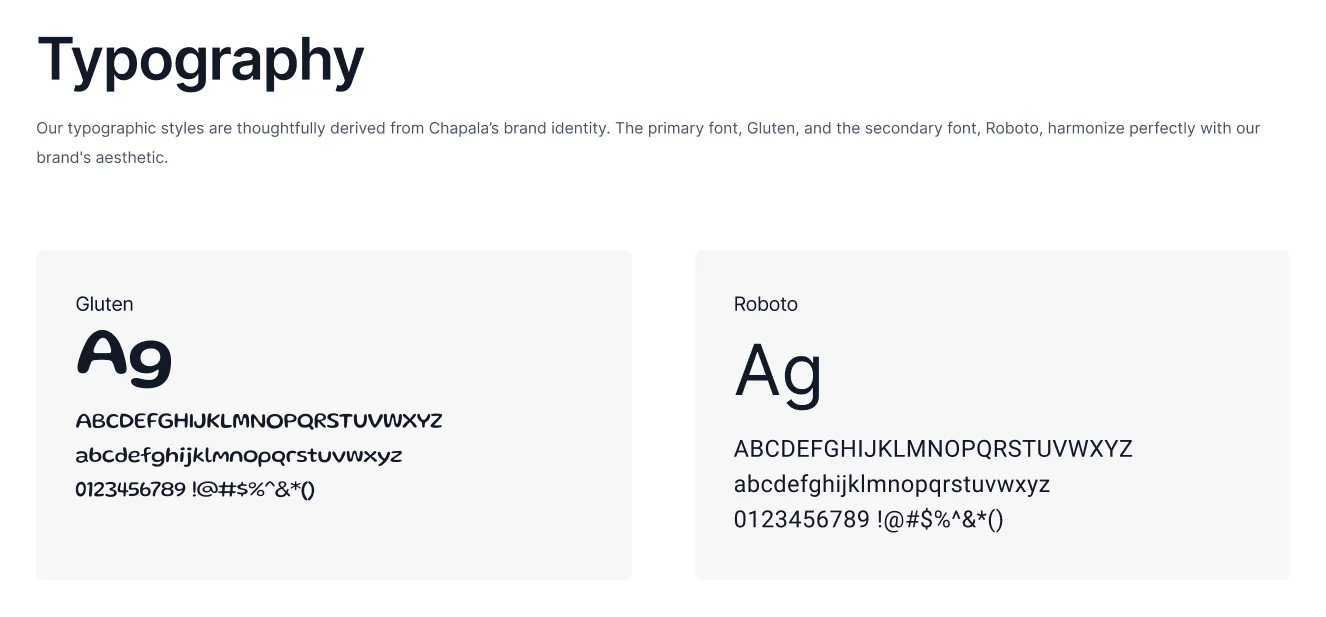 Typography
Our typographic styles are thoughtfully derived from Chapala’s brand identity. The primary font, Gluten, and the secondary font, Roboto, harmonize perfectly with our
brand's aesthetic.
Gluten
Ag
ABCDEFGHIJKLMNOPQRSTUVWXYZ
abcdefghijklmnopqrstuvwxyz
0123456789 !@#$%^&*()
Roboto
Ag
ABCDEFGHIJKLMNOPQRSTUVWXYZ
abcdefghijklmnopqrstuvwxyz
0123456789 !@#$%^&*()